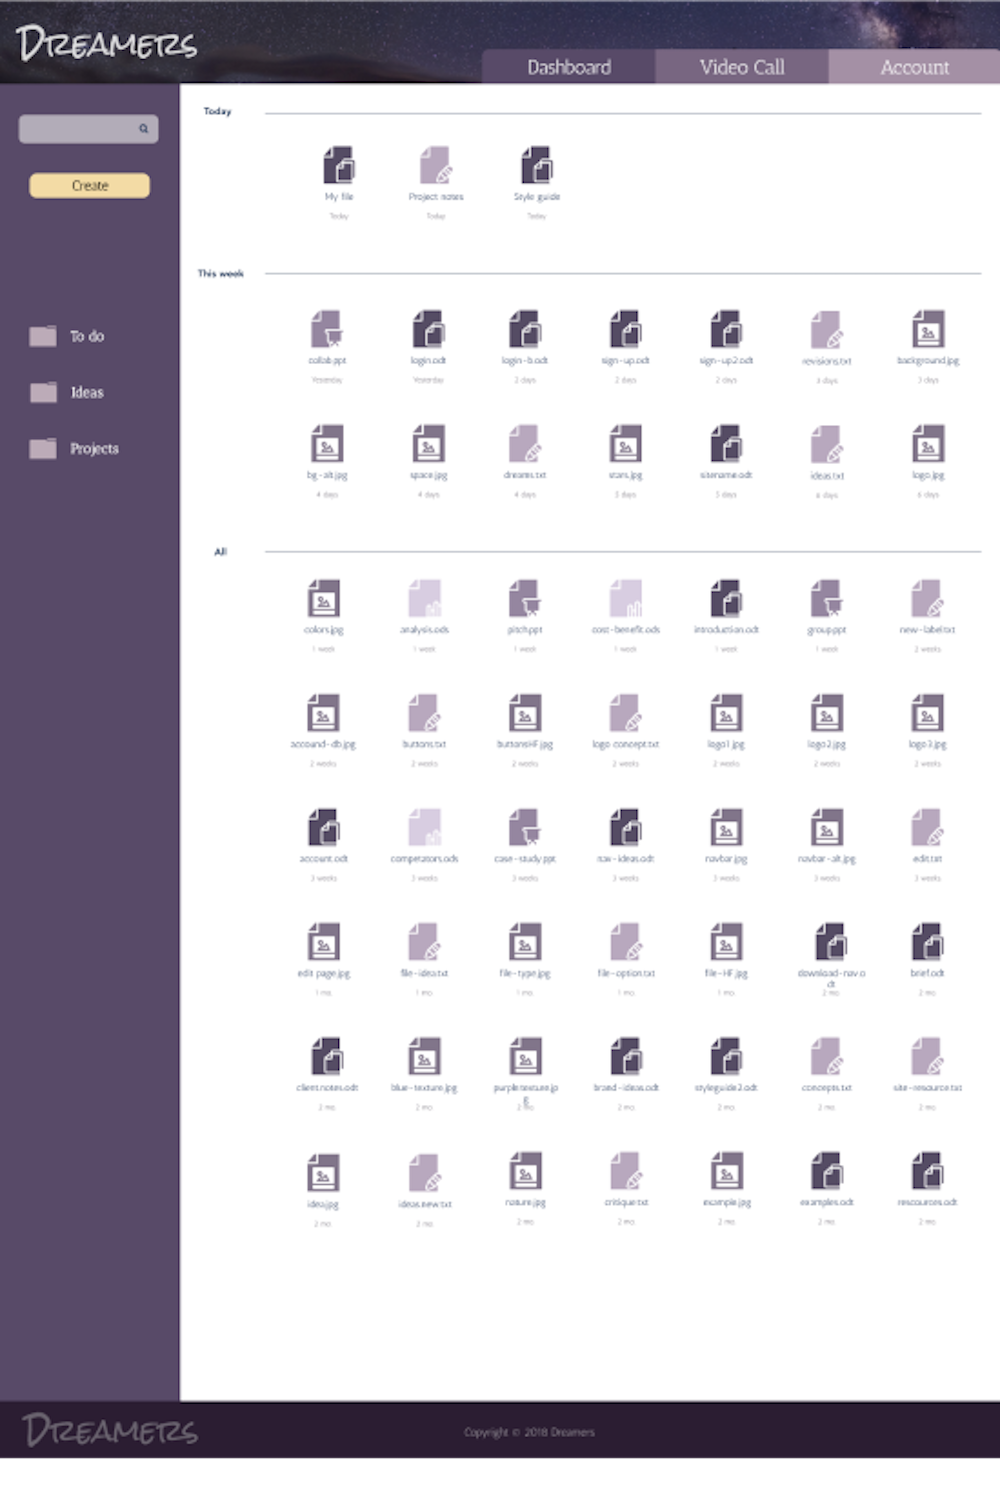 Dreamers
Dashboard Video Call Account
Create
To do
Ideas
Projects
Today
My file Project notes Style guide
Today Today Today
This week
collab.ppt login.odt login-b.odt sign-up.odt sign-up2.odt revisions.txt background.jpg
Yesterday Yesterday 2 days 2 days 2 days 3 days
bg-alt.jpg space.jpg dreams.txt stars.jpg sitename.odt ideas.txt logo.jpg
4 days 4 days 4 days 5 days 5 days 6 days 6 days
All
colors.jpg analysis.ods pitch.ppt cost-benefit.ods introduction.odt group.ppt new-label.txt
1 week 1 week 1 week 1 week 1 week 1 week 2 weeks
accound-db.jpg buttons.txt buttonsHF.jpg logo concept.txt logo1.jpg logo2.jpg logo3.jpg
2 weeks 2 weeks 2 weeks 2 weeks 2 weeks 2 weeks 2 weeks
account.odt competators.ods case-study.ppt nav-ideas.odt navbar.jpg navbar-alt.jpg edit.txt
3 weeks 3 weeks 3 weeks 3 weeks 3 weeks 3 weeks 3 weeks
edit page.jpg file-idea.txt file-type.jpg file-option.txt file-HF.jpg download-nav.o brief.odt
dt
1 mo. 1 mo. 1 mo. 1 mo. 1 mo. 2 mo. 2 mo.
client notes.odt blue-texture.jpg purple texture.jp brand-ideas.odt styleguide2.odt concepts.txt site-resource.txt
g
2 mo. 2 mo. 2 mo. 2 mo. 2 mo. 2 mo. 2 mo.
idea.jpg ideas new.txt nature.jpg critique.txt example.jpg examples.odt rescources.odt
2 mo. 2 mo. 2 mo. 2 mo. 2 mo. 2 mo. 2 mo.
Dreamers
Copyright © 2018 Dreamers